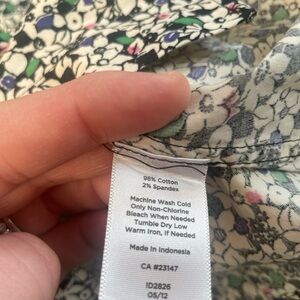 98% Cotton
2% Spandex
Machine Wash Cold
Only Non-Chlorine
Bleach When Needed
Tumble Dry Low
Warm Iron, If Needed
Made in Indonesia
CA #23147
ID2826
05/12